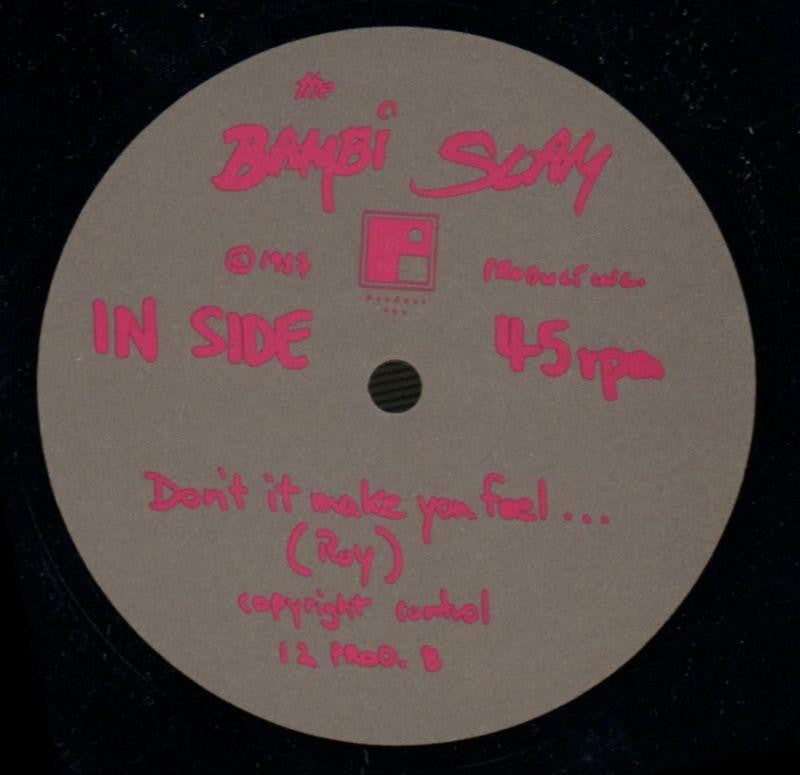 the
BAMBi SLAM
© 1987
PRODUCT INC.
IN SIDE
45 rpm
Don't it make you feel...
(Roy)
copyright control
12 PROD. 8